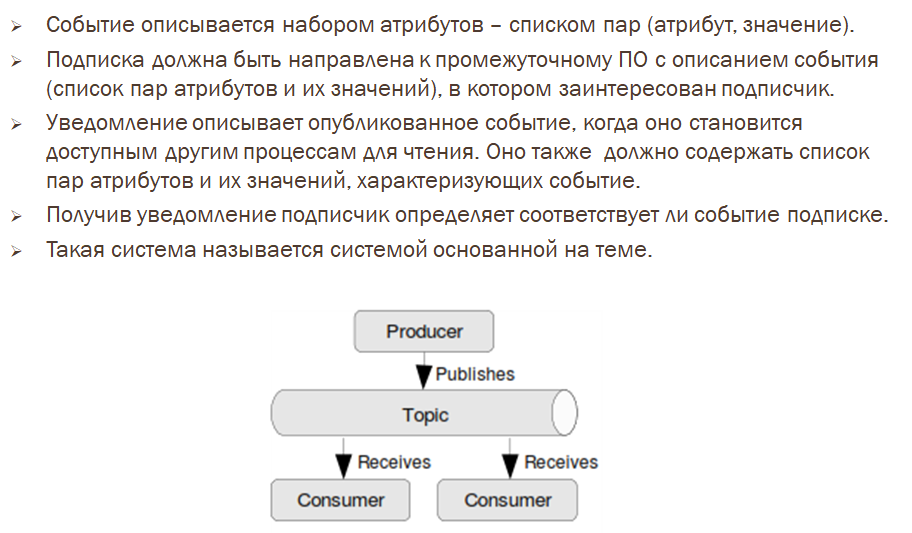 Событие описывается набором атрибутов – списком пар (атрибут, значение).
Подписка должна быть направлена к промежуточному ПО с описанием события
(список пар атрибутов и их значений), в котором заинтересован подписчик.
Уведомление описывает опубликованное событие, когда оно становится
доступным другим процессам для чтения. Оно также должно содержать список
пар атрибутов и их значений, характеризующих событие.
Получив уведомление подписчик определяет соответствует ли событие подписке.
Такая система называется системой основанной на теме.
Producer
Publishes
Topic
Receives Receives
Consumer Consumer